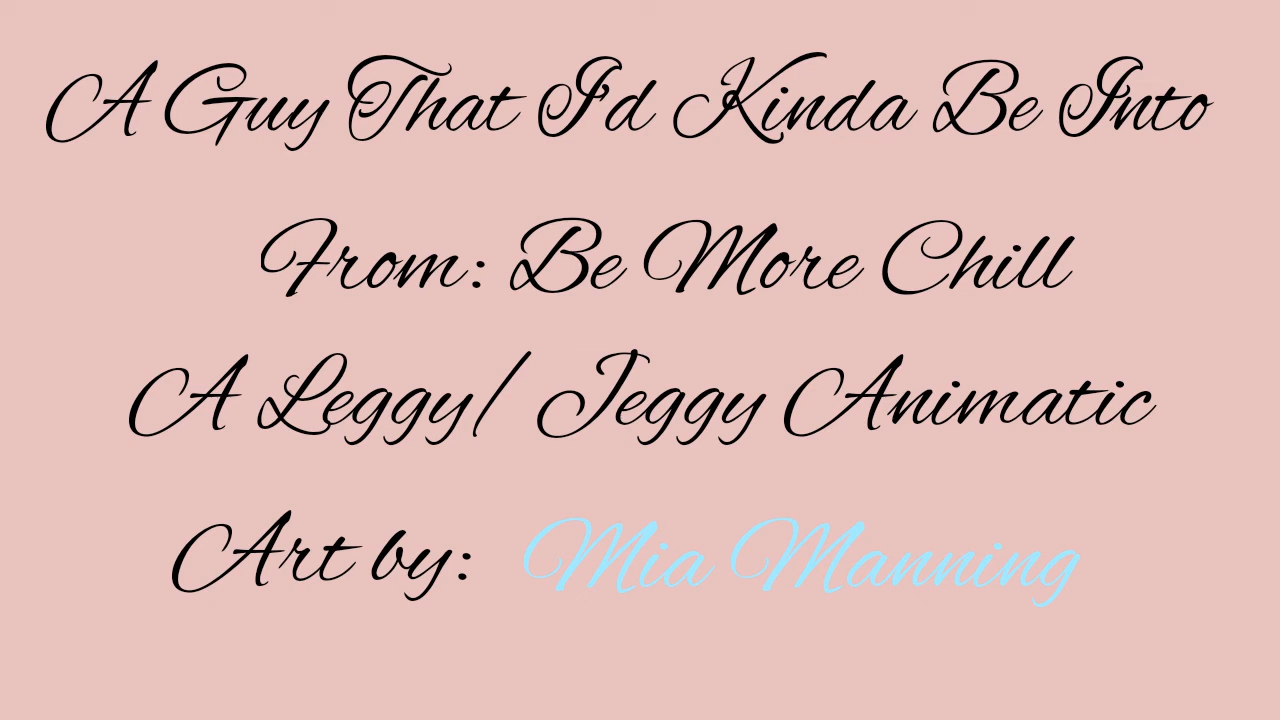 A Guy That I'd Kinda Be Into
From: Be More Chill
A Leggy/ Jeggy Animatic
Art by: Mia Manning